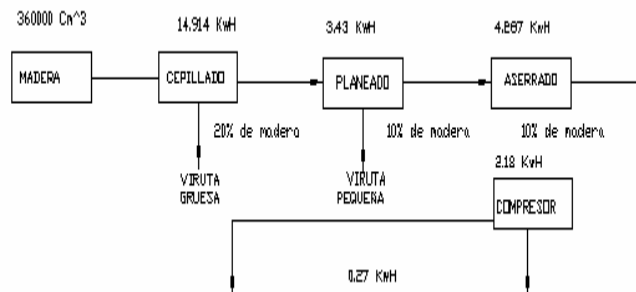 360000 Cm^3
14.914 KwH
3.43 KwH
4.287 KwH
MADERA
CEPILLADO
PLANEADO
ASERRADO
20% de madera
10% de madera
10% de madera
VIRUTA
GRUESA
VIRUTA
PEQUEÑA
2.18 KwH
COMPRESOR
0.27 KwH